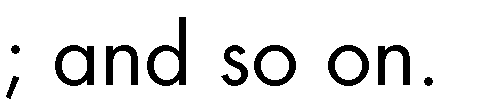 ; and so on.